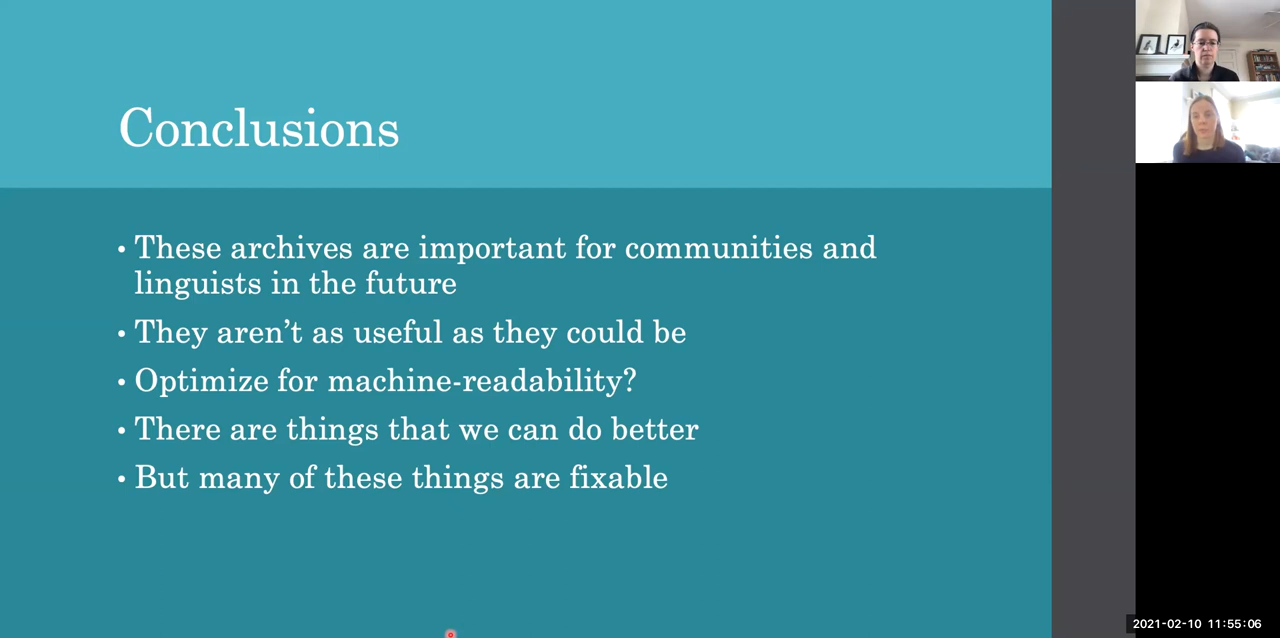 Conclusions
• These archives are important for communities and
linguists in the future
• They aren’t as useful as they could be
• Optimize for machine-readability?
• There are things that we can do better
• But many of these things are fixable
2021-02-10 11:55:06